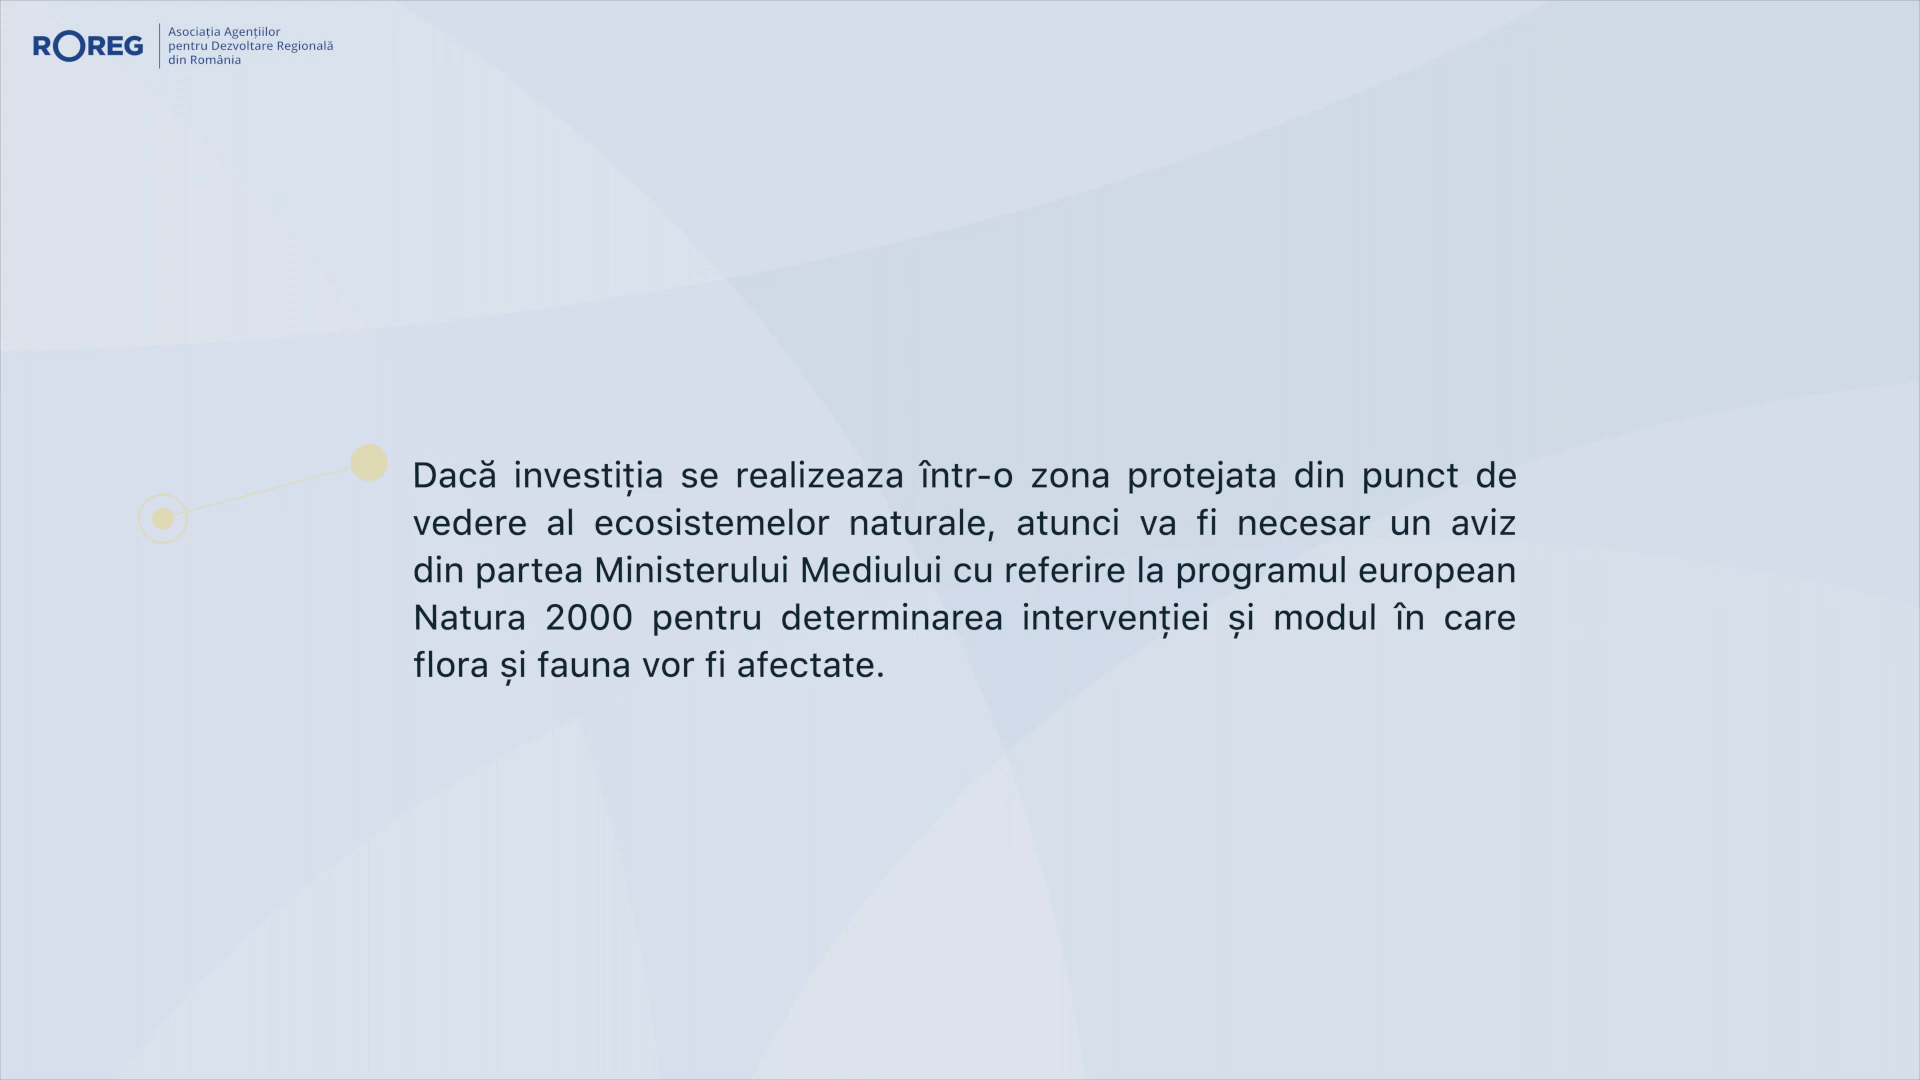 ROREG
Asociația Agențiilor
pentru Dezvoltare Regională
din România
Dacă investiția se realizeaza într-o zona protejata din punct de
vedere al ecosistemelor naturale, atunci va fi necesar un aviz
din partea Ministerului Mediului cu referire la programul european
Natura 2000 pentru determinarea intervenției și modul în care
flora și fauna vor fi afectate.